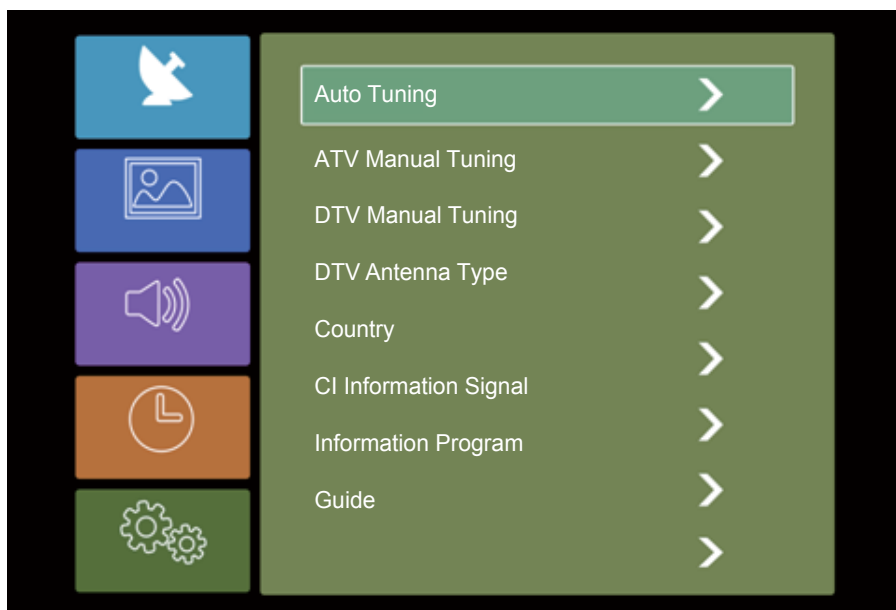 Auto Tuning
ATV Manual Tuning
DTV Manual Tuning
DTV Antenna Type
Country
CI Information Signal
Information Program
Guide